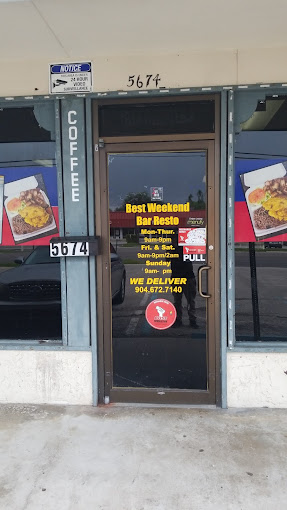 NOTICE
24 HOUR
VIDEO
SURVEILLANCE
5674
COFFEE
Best Weekend
Bar Resto
Mon-Thur.
9am-9pm
Fri. & Sat.
9am-9pm/2am
Sunday
9am- pm
WE DELIVER
904.672.7140
PULL
5674